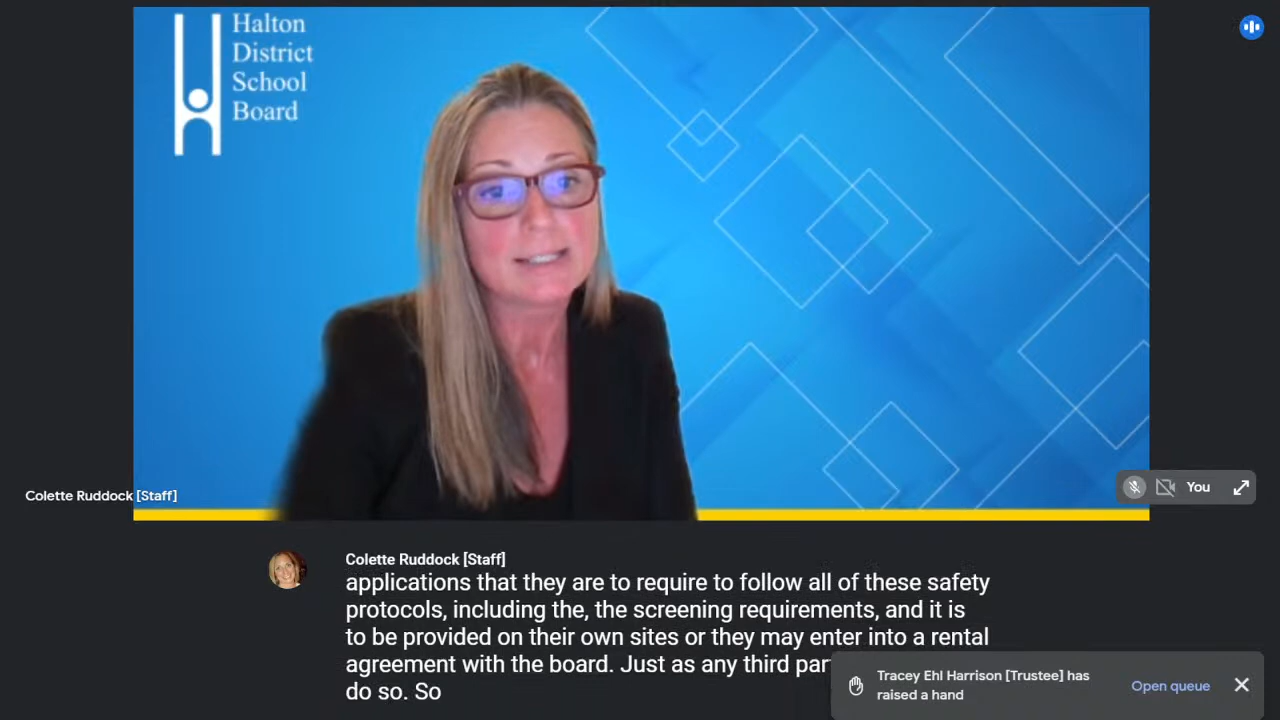 Halton
District
School
Board
Colette Ruddock [Staff]
You
Colette Ruddock [Staff]
applications that they are to require to follow all of these safety
protocols, including the, the screening requirements, and it is
to be provided on their own sites or they may enter into a rental
agreement with the board. Just as any third
do so. So
Tracey Ehl Harrison [Trustee] has
raised a hand
Open queue